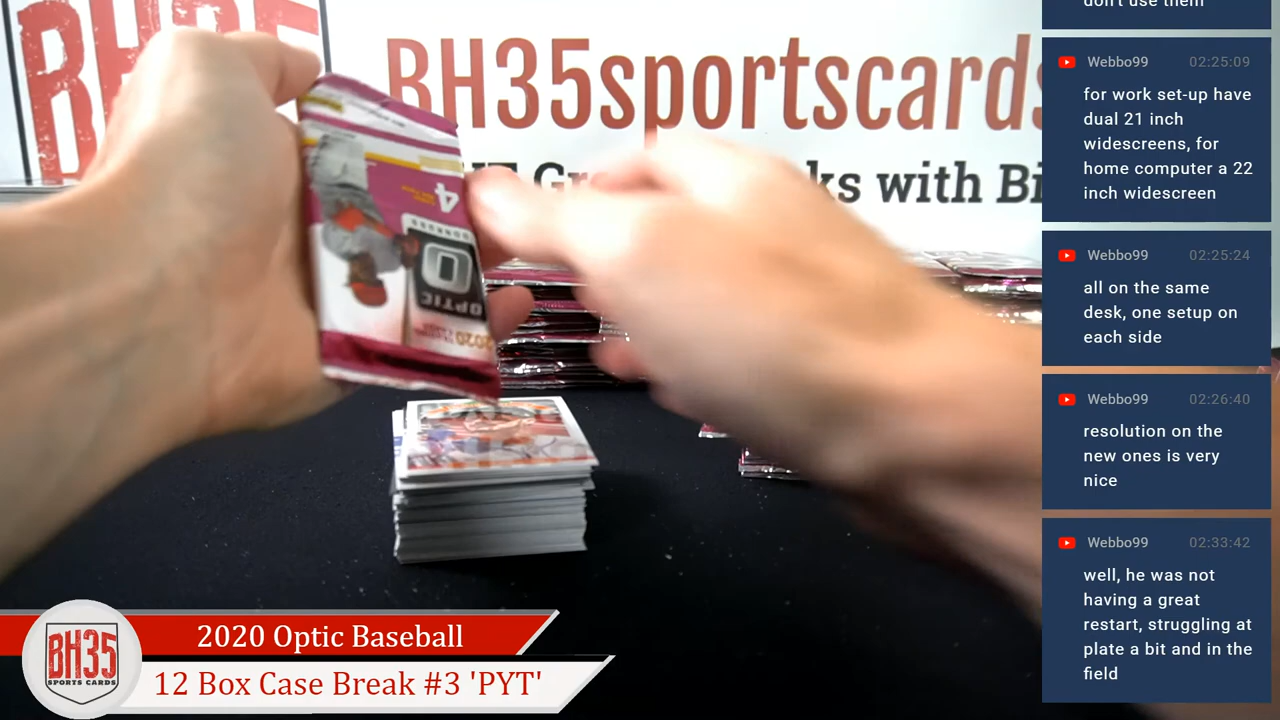 BH35
BH35sportscards
Gr ks with Bi
4
OPTIC
2020
don't use them
Webbo99 02:25:09
for work set-up have
dual 21 inch
widescreens, for
home computer a 22
inch widescreen
Webbo99 02:25:24
all on the same
desk, one setup on
each side
Webbo99 02:26:40
resolution on the
new ones is very
nice
Webbo99 02:33:42
well, he was not
having a great
restart, struggling at
plate a bit and in the
field
BH35
SPORTS CARDS
2020 Optic Baseball
12 Box Case Break #3 'PYT'